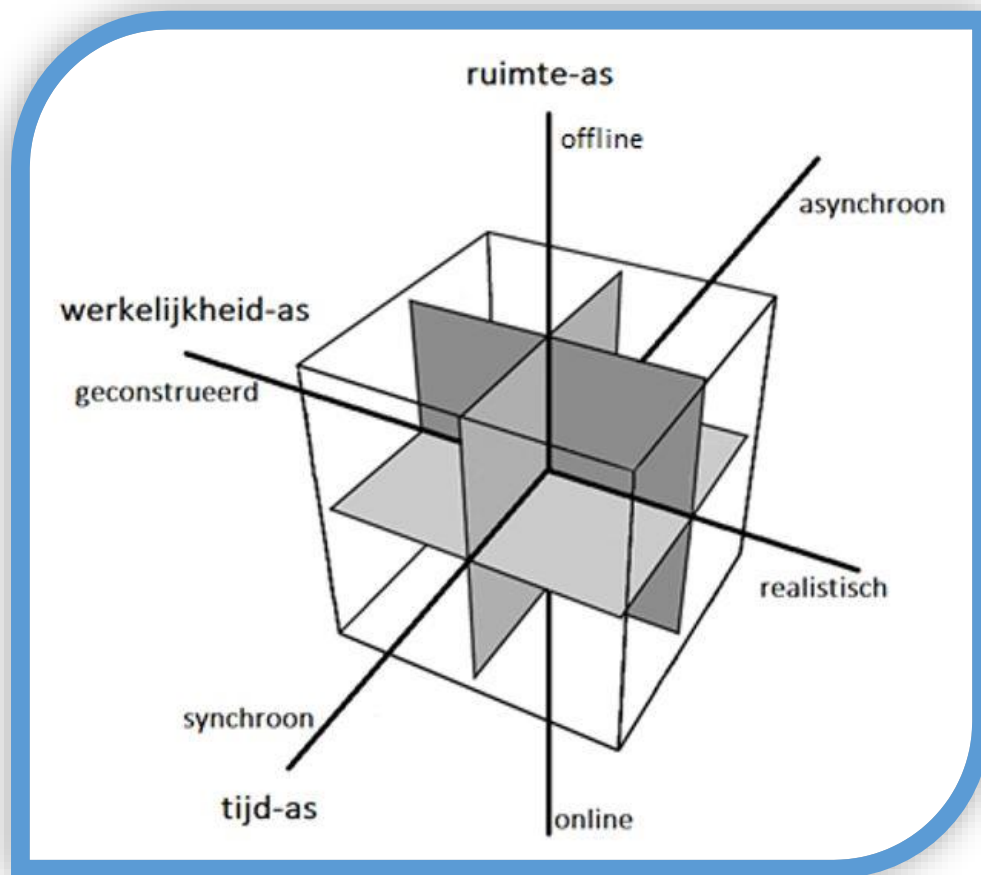 ruimte-as
offline
asynchroon
werkelijkheid-as
geconstrueerd
realistisch
synchroon
tijd-as
online